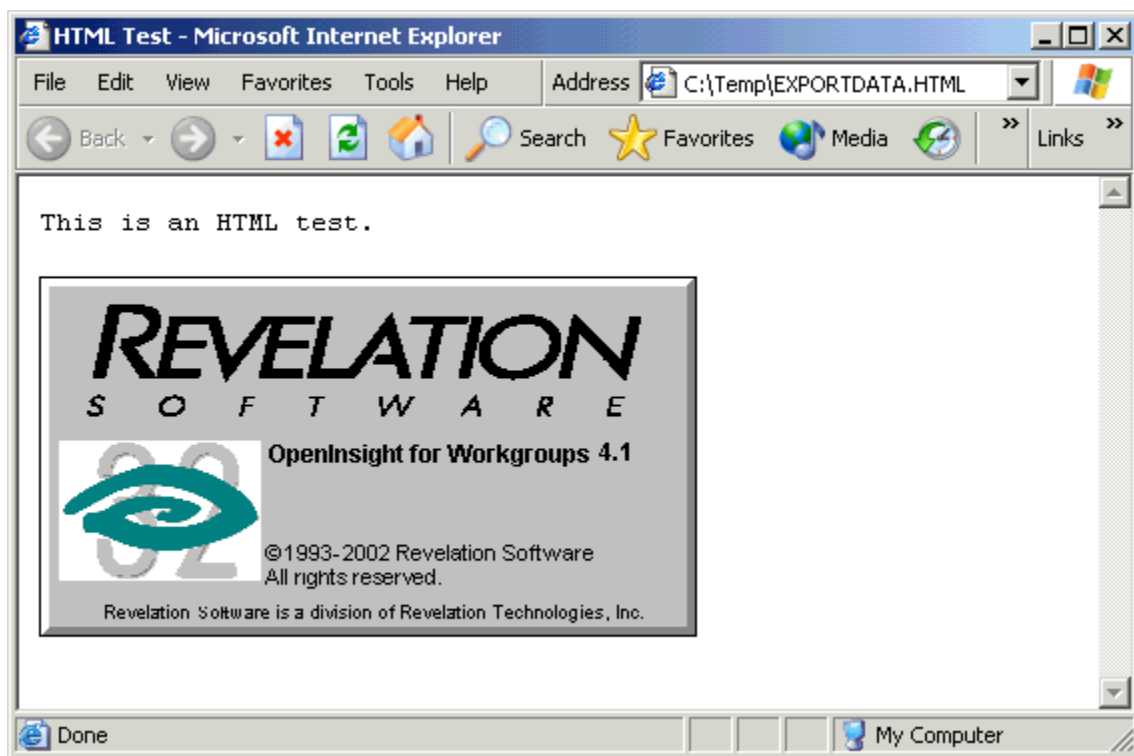 HTML Test - Microsoft Internet Explorer
File Edit View Favorites Tools Help Address C:\Temp\EXPORTDATA.HTML
Back Search Favorites Media » Links »
This is an HTML test.
REVELATION
SOFTWARE
32
OpenInsight for Workgroups 4.1
©1993-2002 Revelation Software
All rights reserved.
Revelation Software is a division of Revelation Technologies, Inc.
Done My Computer